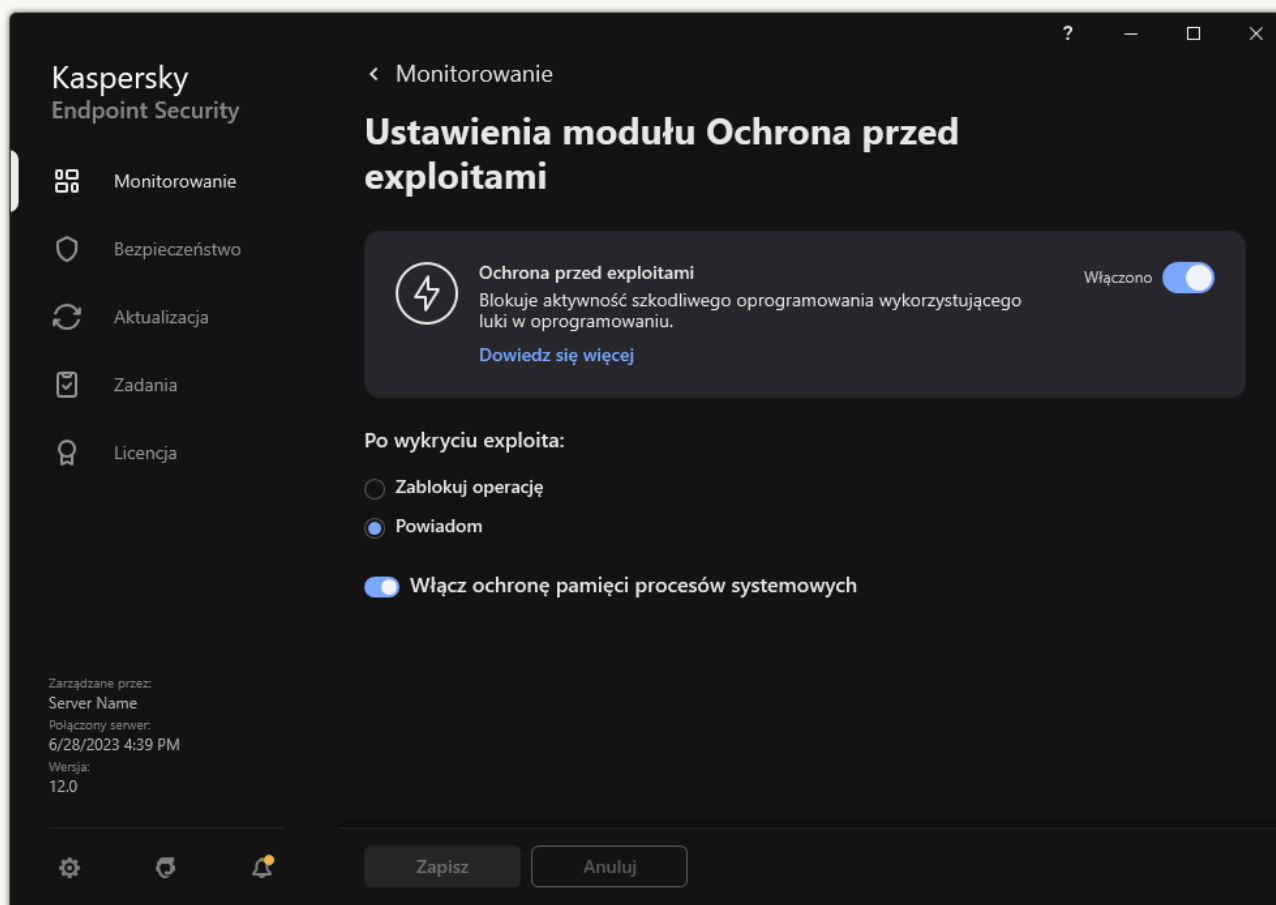 ?
Kaspersky
Endpoint Security
Monitorowanie
Bezpieczeństwo
Aktualizacja
Zadania
Licencja
Zarządzane przez:
Server Name
Połączony serwer:
6/28/2023 4:39 PM
Wersja:
12.0
Monitorowanie
Ustawienia modułu Ochrona przed
exploitami
Ochrona przed exploitami
Blokuje aktywność szkodliwego oprogramowania wykorzystującego
luki w oprogramowaniu.
Dowiedz się więcej
Włączono
Po wykryciu exploita:
Zablokuj operację
Powiadom
Włącz ochronę pamięci procesów systemowych
Zapisz
Anuluj